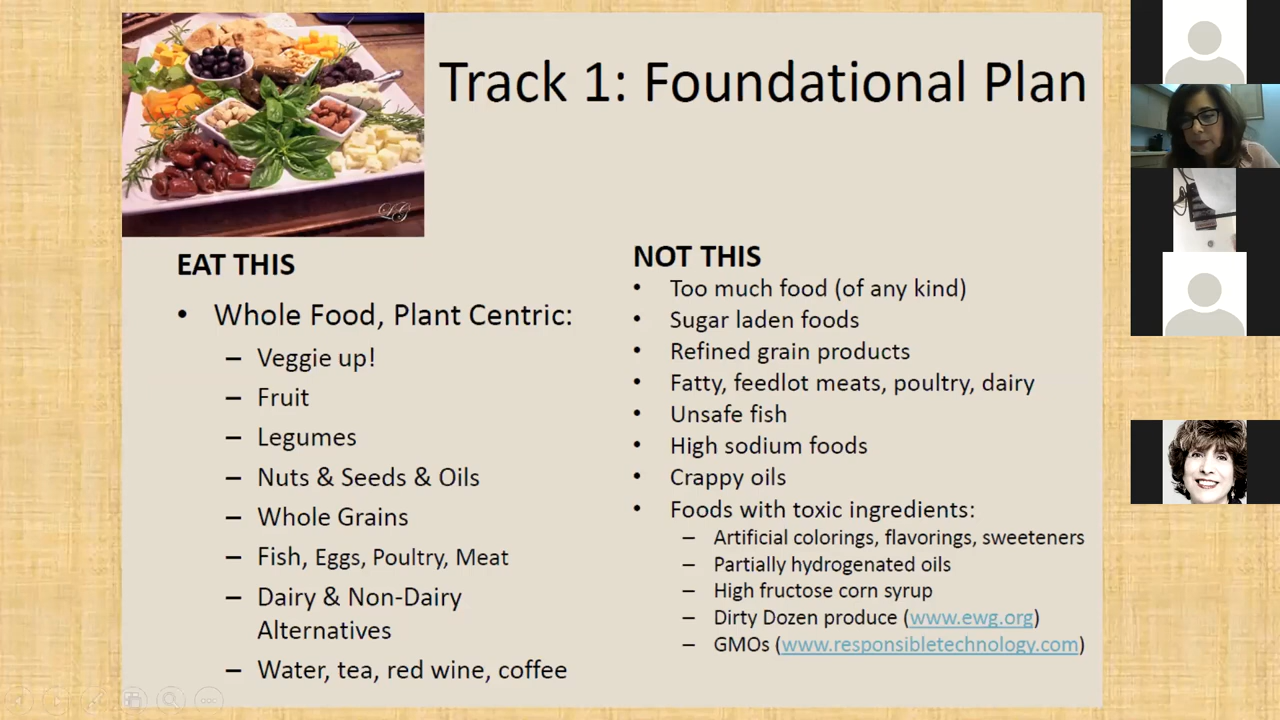 Track 1: Foundational Plan
EAT THIS
• Whole Food, Plant Centric:
– Veggie up!
– Fruit
– Legumes
– Nuts & Seeds & Oils
– Whole Grains
– Fish, Eggs, Poultry, Meat
– Dairy & Non-Dairy
Alternatives
– Water, tea, red wine, coffee
NOT THIS
• Too much food (of any kind)
• Sugar laden foods
• Refined grain products
• Fatty, feedlot meats, poultry, dairy
• Unsafe fish
• High sodium foods
• Crappy oils
• Foods with toxic ingredients:
– Artificial colorings, flavorings, sweeteners
– Partially hydrogenated oils
– High fructose corn syrup
– Dirty Dozen produce (www.ewg.org)
– GMOs (www.responsibletechnology.com)